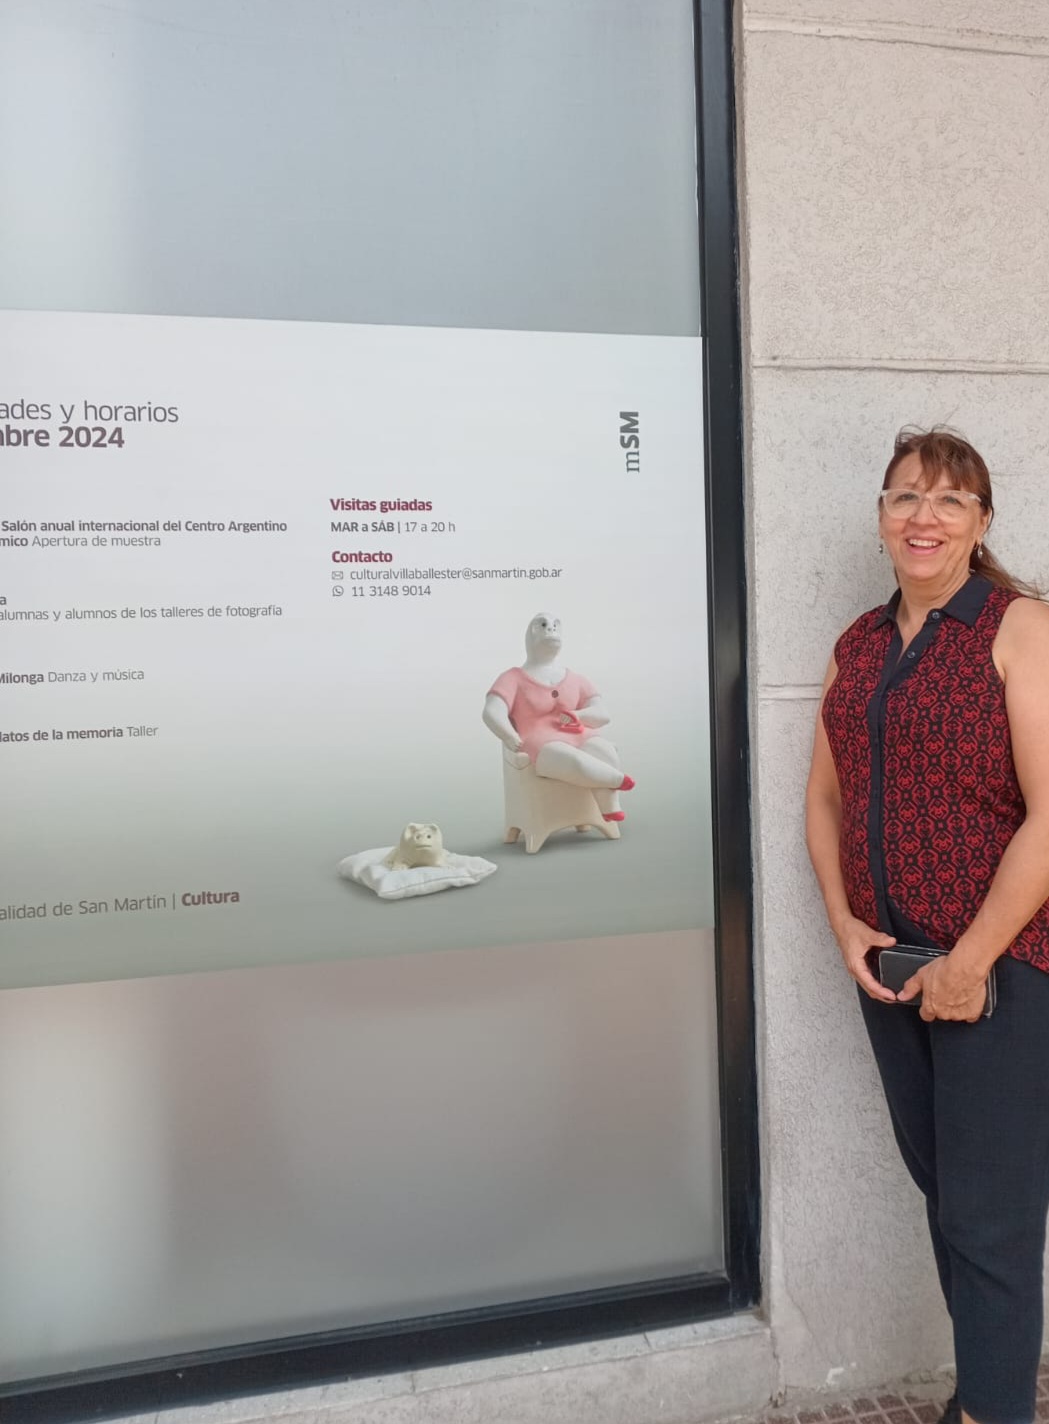 ades y horarios
bre 2024
Salón anual internacional del Centro Argentino
mico Apertura de muestra
a
alumnas y alumnos de los talleres de fotografía
Milonga Danza y música
latos de la memoria Taller
alidad de San Martín | Cultura
Visitas guiadas
MAR a SÁB | 17 a 20 h
Contacto
culturalvillaballester@sanmartin.gob.ar
11 3148 9014
mSM